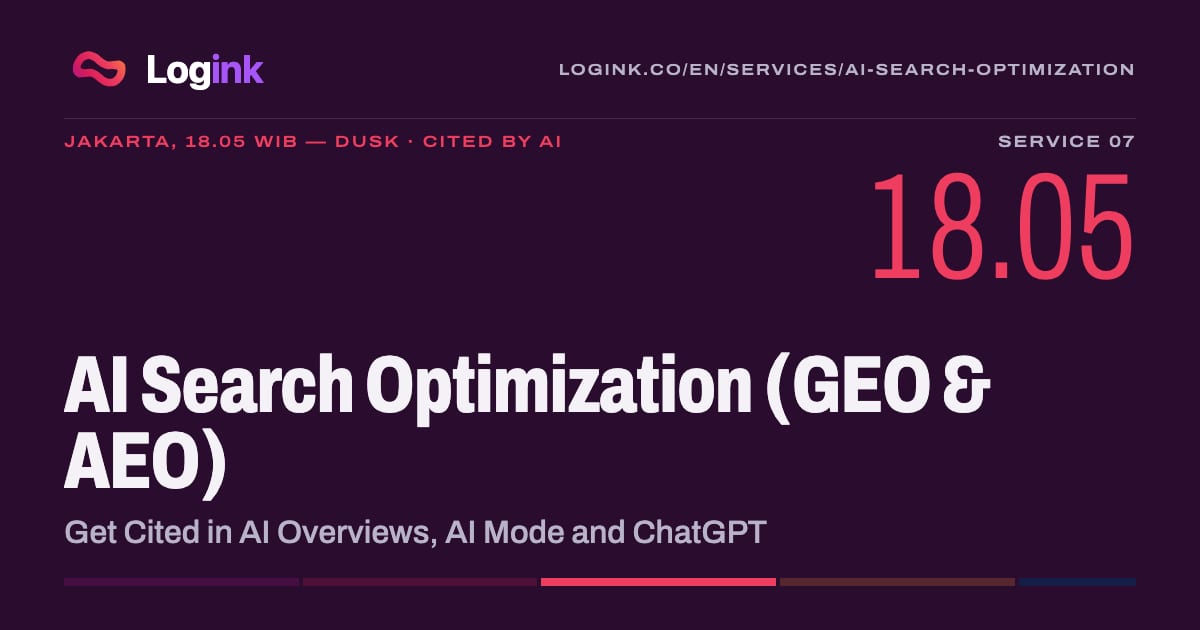 Logink
LOGINK.CO/EN/SERVICES/AI-SEARCH-OPTIMIZATION
JAKARTA, 18.05 WIB — DUSK · CITED BY AI
SERVICE 07
18.05
AI Search Optimization (GEO &
AEO)
Get Cited in AI Overviews, AI Mode and ChatGPT